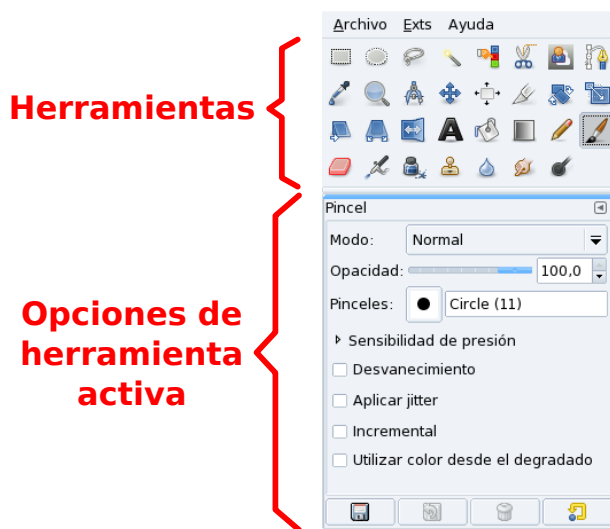 Archivo Exts Ayuda
Herramientas
Pincel
Modo: Normal
Opacidad: 100,0
Pinceles: Circle (11)
Opciones de
herramienta
activa
Sensibilidad de presión
Desvanecimiento
Aplicar jitter
Incremental
Utilizar color desde el degradado